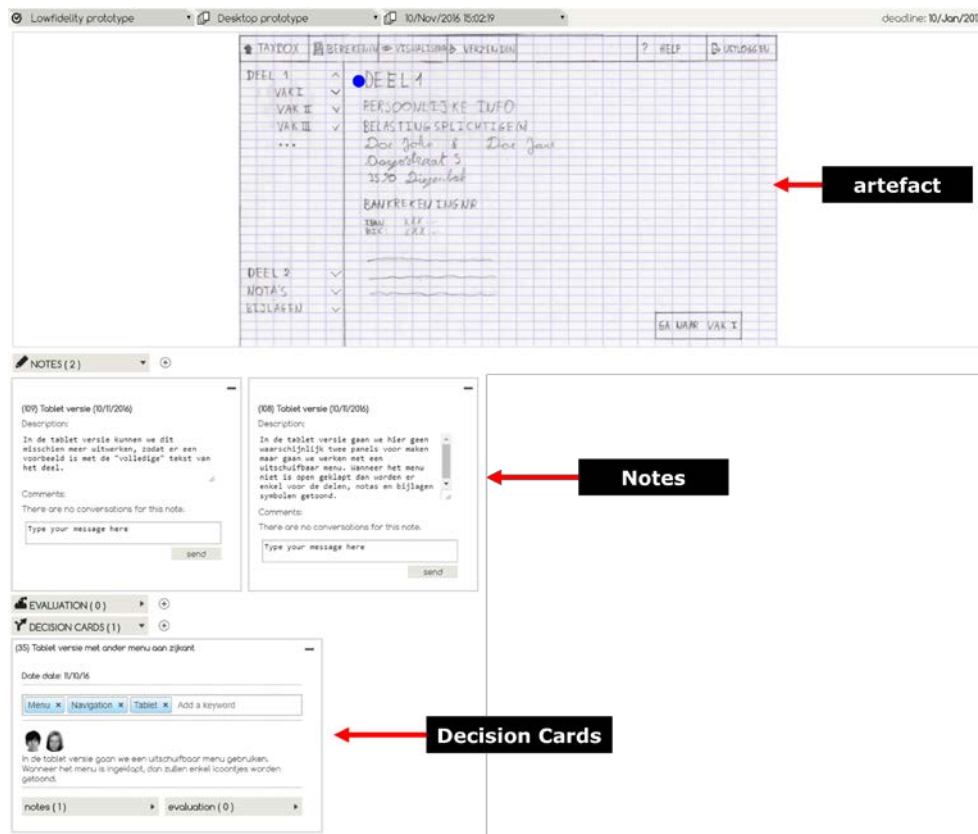 Lowfidelity prototype
Desktop prototype
10/Nov/2016 15:02:19
deadline: 10/Jan/201
TAXDOX
VERZENDEN
? HELP
UITLOGGEN
DEEL 1
VAK I
VAK II
VAK III
...
DEEL 2
NOTA'S
BIJLAGEN
DEEL 1
PERSOONLIJKE INFO
BELASTINGSPLICHTIGEN
Doe John & Doe Jane
3590 Diepenbeek
BANKREKENINGNR
IBAN XXX
BIC XXX
GA NAAR VAK I
artefact
NOTES ( 2 )
(109) Tablet versie (10/11/2016)
Description:
In de tablet versie kunnen we dit
misschien meer uitwerken, zodat er een
voorbeeld is met de "volledige" tekst van
het deel.
Comments:
There are no conversations for this note.
Type your message here
send
(108) Tablet versie (10/11/2016)
Description:
In de tablet versie gaan we hier geen
waarschijnlijk twee panels voor maken
maar gaan we werken met een
uitschuifbaar menu. Wanneer het menu
niet is open geklapt dan worden er
enkel voor de delen, notas en bijlagen
symbolen getoond.
Comments:
There are no conversations for this note.
Type your message here
send
Notes
EVALUATION ( 0 )
DECISION CARDS ( 1 )
(35) Tablet versie met ander menu aan zijkant
Date date: 11/10/16
Menu × Navigation × Tablet × Add a keyword
In de tablet versie gaan we een uitschuifbaar menu gebruiken.
Wanneer het menu is ingeklapt, dan zullen enkel icoontjes worden
getoond.
notes ( 1 )
evaluation ( 0 )
Decision Cards